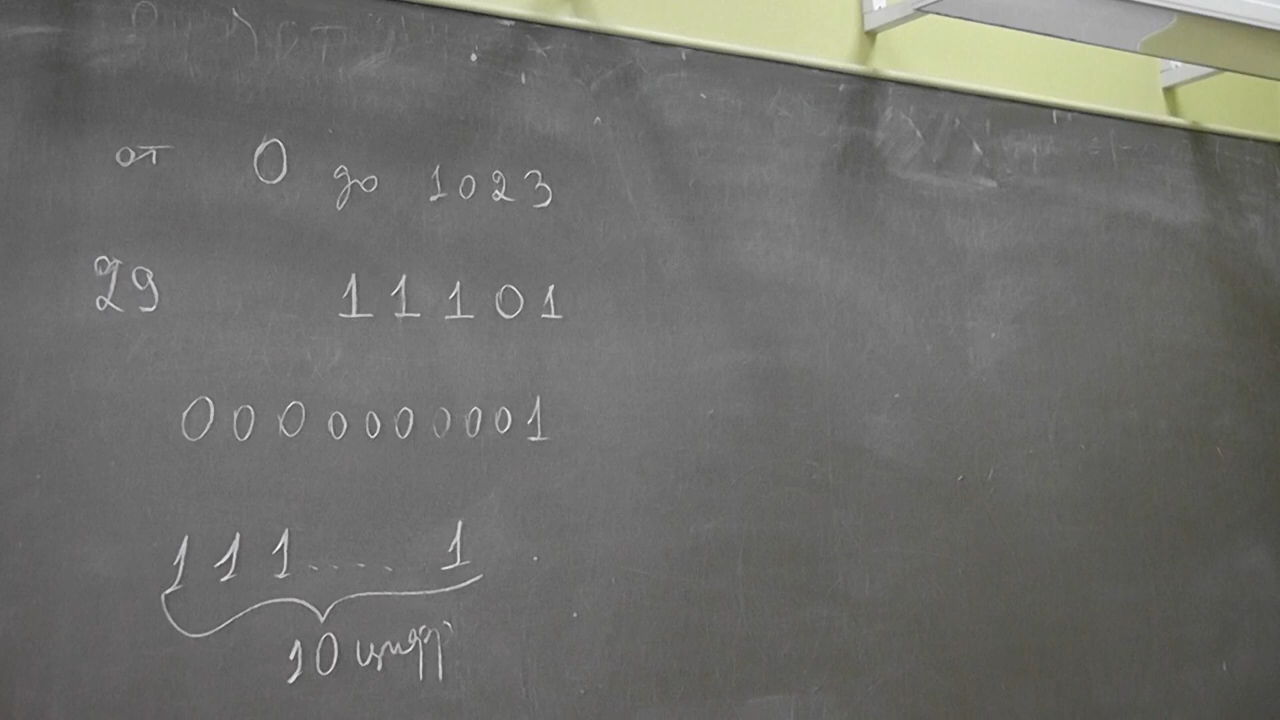 от 0 до 1023
29 11101
0000000001
111..... 1
10 цифр